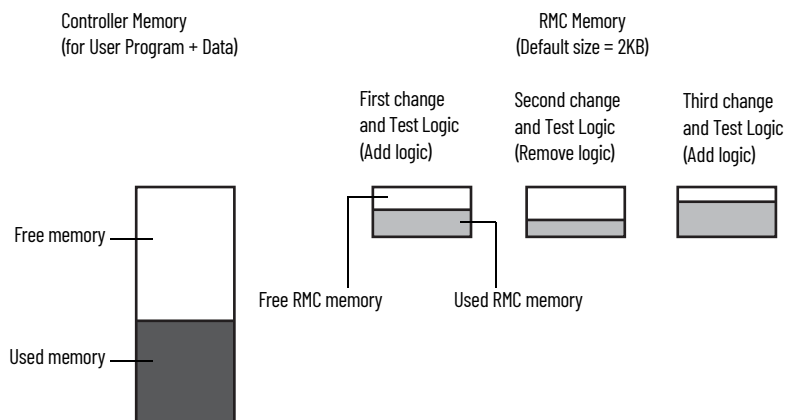 Controller Memory
(for User Program + Data)
RMC Memory
(Default size = 2KB)
First change
and Test Logic
(Add logic)
Second change
and Test Logic
(Remove logic)
Third change
and Test Logic
(Add logic)
Free memory
Free RMC memory
Used RMC memory
Used memory